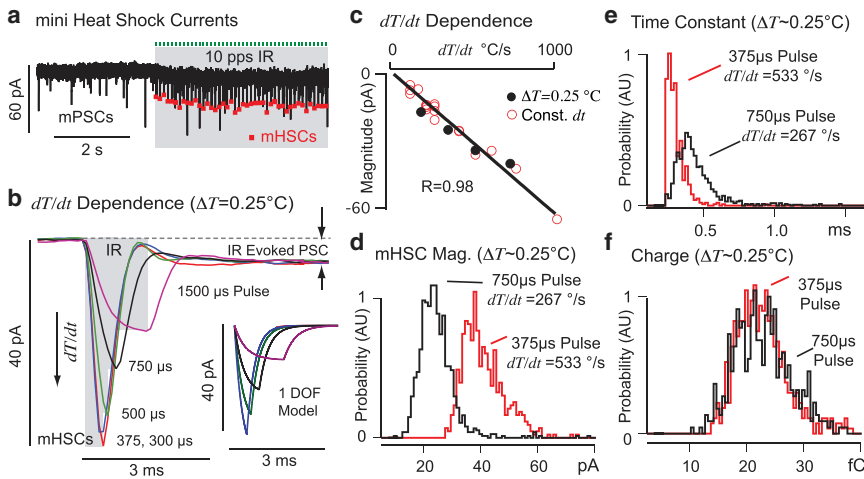 a mini Heat Shock Currents
10 pps IR
60 pA
mPSCs
2 s
mHSCs
b dT/dt Dependence (ΔT=0.25°C)
IR
IR Evoked PSC
1500 µs Pulse
dT/dt
40 pA
750 µs
500 µs
375, 300 µs
mHSCs
3 ms
40 pA
1 DOF
Model
3 ms
c dT/dt Dependence
0 dT/dt °C/s 1000
0
Magnitude (pA)
-60
ΔT=0.25 °C
Const. dt
R=0.98
d mHSC Mag. (ΔT~0.25°C)
750µs Pulse
dT/dt =267 °/s
375µs Pulse
dT/dt =533 °/s
Probability (AU)
1
0
20 40 60 pA
e Time Constant (ΔT~0.25°C)
375µs Pulse
dT/dt =533 °/s
750µs Pulse
dT/dt =267 °/s
Probability (AU)
1
0
0.5 1.0 ms
f Charge (ΔT~0.25°C)
375µs
Pulse
750µs
Pulse
Probability (AU)
1
0
10 20 30 fC